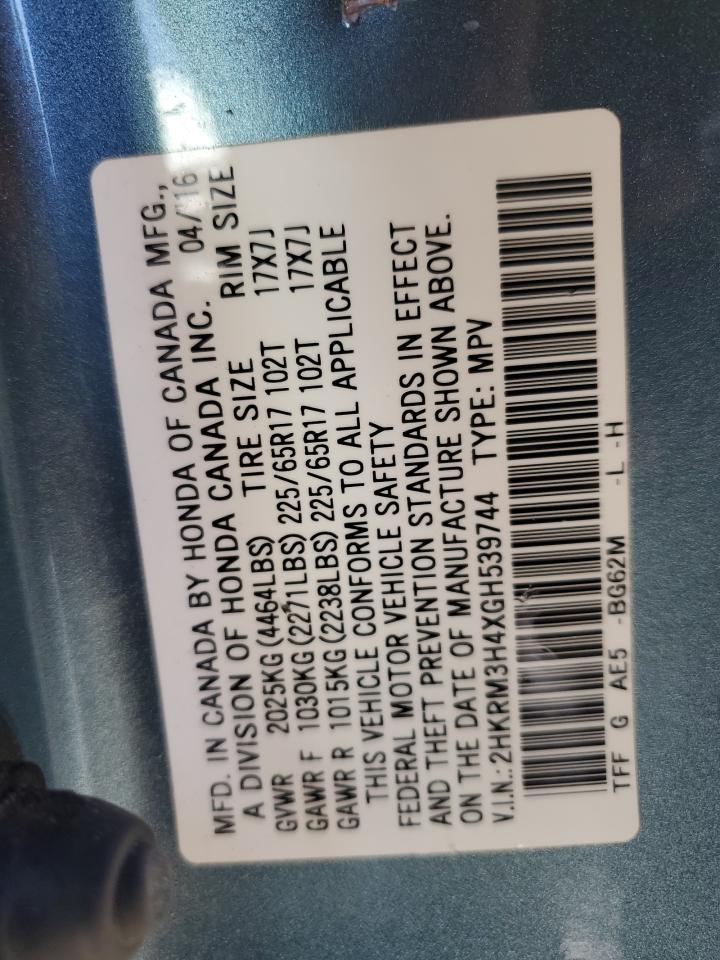 MFD. IN CANADA BY HONDA OF CANADA MFG.,
A DIVISION OF HONDA CANADA INC. 04/16
GVWR 2025KG (4464LBS) TIRE SIZE RIM SIZE
GAWR F 1030KG (2271LBS) 225/65R17 102T 17X7J
GAWR R 1015KG (2238LBS) 225/65R17 102T 17X7J
THIS VEHICLE CONFORMS TO ALL APPLICABLE
FEDERAL MOTOR VEHICLE SAFETY
AND THEFT PREVENTION STANDARDS IN EFFECT
ON THE DATE OF MANUFACTURE SHOWN ABOVE.
V.I.N.: 2HKRM3H4XGH539744 TYPE: MPV
TFF G AE5 -BG62M -L -H